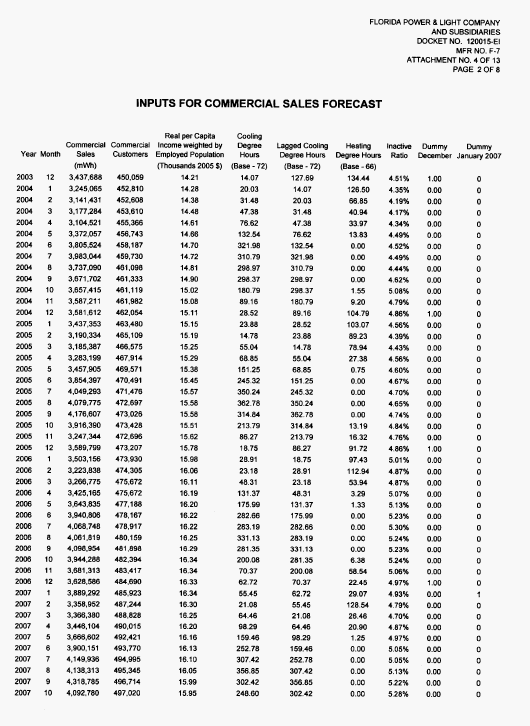 FLORIDA POWER & LIGHT COMPANY
AND SUBSIDIARIES
DOCKET NO. 120015-EI
MFR NO. F-7
ATTACHMENT NO. 4 OF 13
PAGE 2 OF 8
INPUTS FOR COMMERCIAL SALES FORECAST
Real per Capita Cooling
Commercial Commercial Income weighted by Degree Lagged Cooling Heating Inactive Dummy Dummy
Year Month Sales Customers Employed Population Hours Degree Hours Degree Hours Ratio December January 2007
(mWh) (Thousands 2005 $) (Base - 72) (Base - 72) (Base - 66)
2003 12 3,437,688 450,059 14.21 14.07 127.69 134.44 4.51% 1.00 0
2004 1 3,245,065 452,810 14.28 20.03 14.07 126.50 4.35% 0.00 0
2004 2 3,141,431 452,608 14.38 31.48 20.03 66.85 4.19% 0.00 0
2004 3 3,177,284 453,610 14.48 47.38 31.48 40.94 4.17% 0.00 0
2004 4 3,104,521 455,366 14.61 76.62 47.38 33.97 4.34% 0.00 0
2004 5 3,372,057 456,743 14.66 132.54 76.62 13.83 4.49% 0.00 0
2004 6 3,805,524 458,187 14.70 321.98 132.54 0.00 4.52% 0.00 0
2004 7 3,983,044 459,730 14.72 310.79 321.98 0.00 4.49% 0.00 0
2004 8 3,737,090 461,098 14.81 298.97 310.79 0.00 4.44% 0.00 0
2004 9 3,671,702 461,333 14.90 298.37 298.97 0.00 4.62% 0.00 0
2004 10 3,657,415 461,119 15.02 180.79 298.37 1.55 5.08% 0.00 0
2004 11 3,587,211 461,982 15.08 89.16 180.79 9.20 4.79% 0.00 0
2004 12 3,581,612 462,054 15.11 28.52 89.16 104.79 4.86% 1.00 0
2005 1 3,437,353 463,480 15.15 23.88 28.52 103.07 4.56% 0.00 0
2005 2 3,190,334 465,109 15.19 14.78 23.88 89.23 4.39% 0.00 0
2005 3 3,185,387 466,575 15.25 55.04 14.78 78.94 4.43% 0.00 0
2005 4 3,283,199 467,914 15.29 68.85 55.04 27.38 4.56% 0.00 0
2005 5 3,457,905 469,571 15.38 151.25 68.85 0.75 4.60% 0.00 0
2005 6 3,854,397 470,491 15.45 245.32 151.25 0.00 4.67% 0.00 0
2005 7 4,049,293 471,476 15.57 350.24 245.32 0.00 4.70% 0.00 0
2005 8 4,079,775 472,697 15.58 362.78 350.24 0.00 4.65% 0.00 0
2005 9 4,176,607 473,026 15.58 314.84 362.78 0.00 4.74% 0.00 0
2005 10 3,916,390 473,428 15.51 213.79 314.84 13.19 4.84% 0.00 0
2005 11 3,247,344 472,696 15.62 86.27 213.79 16.32 4.76% 0.00 0
2005 12 3,589,799 473,207 15.78 18.75 86.27 91.72 4.86% 1.00 0
2006 1 3,503,156 473,930 15.98 28.91 18.75 97.43 5.01% 0.00 0
2006 2 3,223,838 474,305 16.06 23.18 28.91 112.94 4.87% 0.00 0
2006 3 3,266,775 475,672 16.11 48.31 23.18 53.94 4.87% 0.00 0
2006 4 3,425,165 475,672 16.19 131.37 48.31 3.29 5.07% 0.00 0
2006 5 3,643,835 477,188 16.20 175.99 131.37 1.33 5.13% 0.00 0
2006 6 3,940,806 478,167 16.22 282.66 175.99 0.00 5.23% 0.00 0
2006 7 4,068,748 478,917 16.22 283.19 282.66 0.00 5.30% 0.00 0
2006 8 4,061,819 480,159 16.25 331.13 283.19 0.00 5.24% 0.00 0
2006 9 4,098,954 481,898 16.29 281.35 331.13 0.00 5.23% 0.00 0
2006 10 3,944,288 482,394 16.34 200.08 281.35 6.38 5.24% 0.00 0
2006 11 3,681,313 483,417 16.34 70.37 200.08 58.54 5.06% 0.00 0
2006 12 3,628,586 484,690 16.33 62.72 70.37 22.45 4.97% 1.00 0
2007 1 3,889,292 485,923 16.34 55.45 62.72 29.07 4.93% 0.00 1
2007 2 3,358,952 487,244 16.30 21.08 55.45 128.54 4.79% 0.00 0
2007 3 3,366,380 488,828 16.25 64.46 21.08 26.46 4.70% 0.00 0
2007 4 3,446,104 490,015 16.20 98.29 64.46 20.90 4.87% 0.00 0
2007 5 3,666,602 492,421 16.16 159.46 98.29 1.25 4.97% 0.00 0
2007 6 3,900,151 493,770 16.13 252.78 159.46 0.00 5.05% 0.00 0
2007 7 4,149,936 494,995 16.10 307.42 252.78 0.00 5.05% 0.00 0
2007 8 4,138,313 495,345 16.05 356.85 307.42 0.00 5.13% 0.00 0
2007 9 4,318,785 496,714 15.99 302.42 356.85 0.00 5.22% 0.00 0
2007 10 4,092,780 497,020 15.95 248.60 302.42 0.00 5.28% 0.00 0